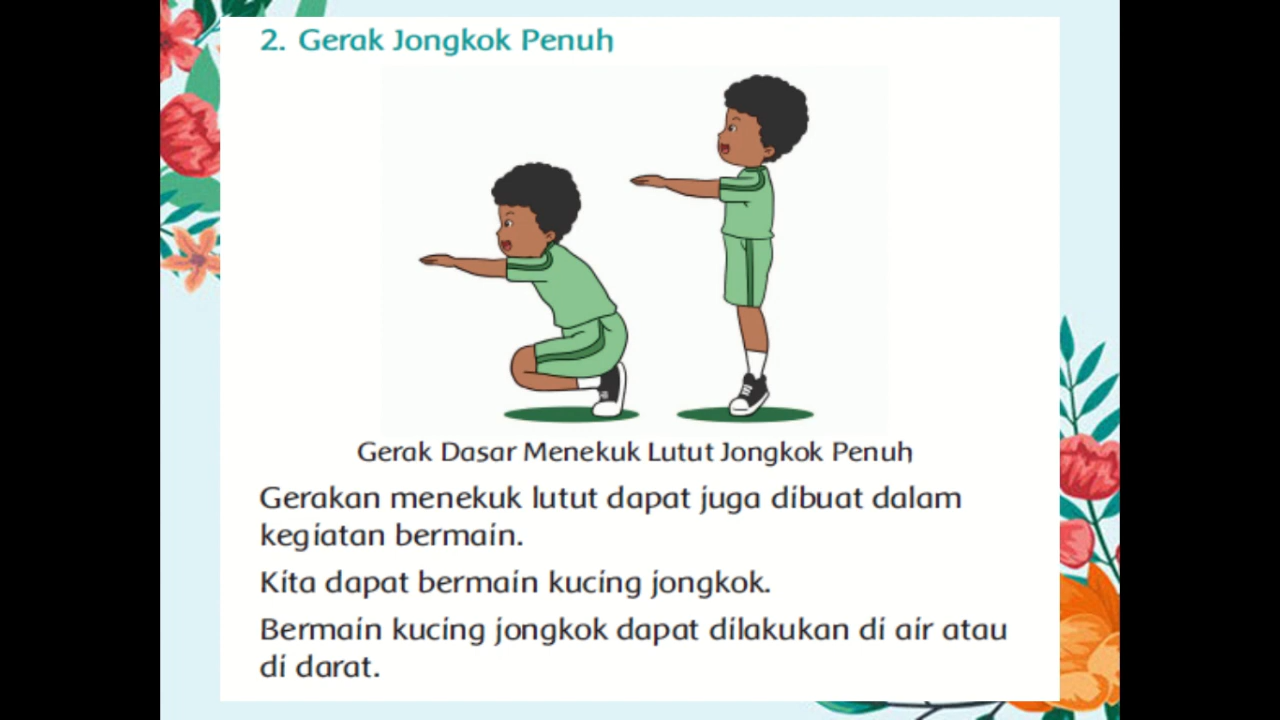 2. Gerak Jongkok Penuh
Gerak Dasar Menekuk Lutut Jongkok Penuh
Gerakan menekuk lutut dapat juga dibuat dalam
kegiatan bermain.
Kita dapat bermain kucing jongkok.
Bermain kucing jongkok dapat dilakukan di air atau
di darat.